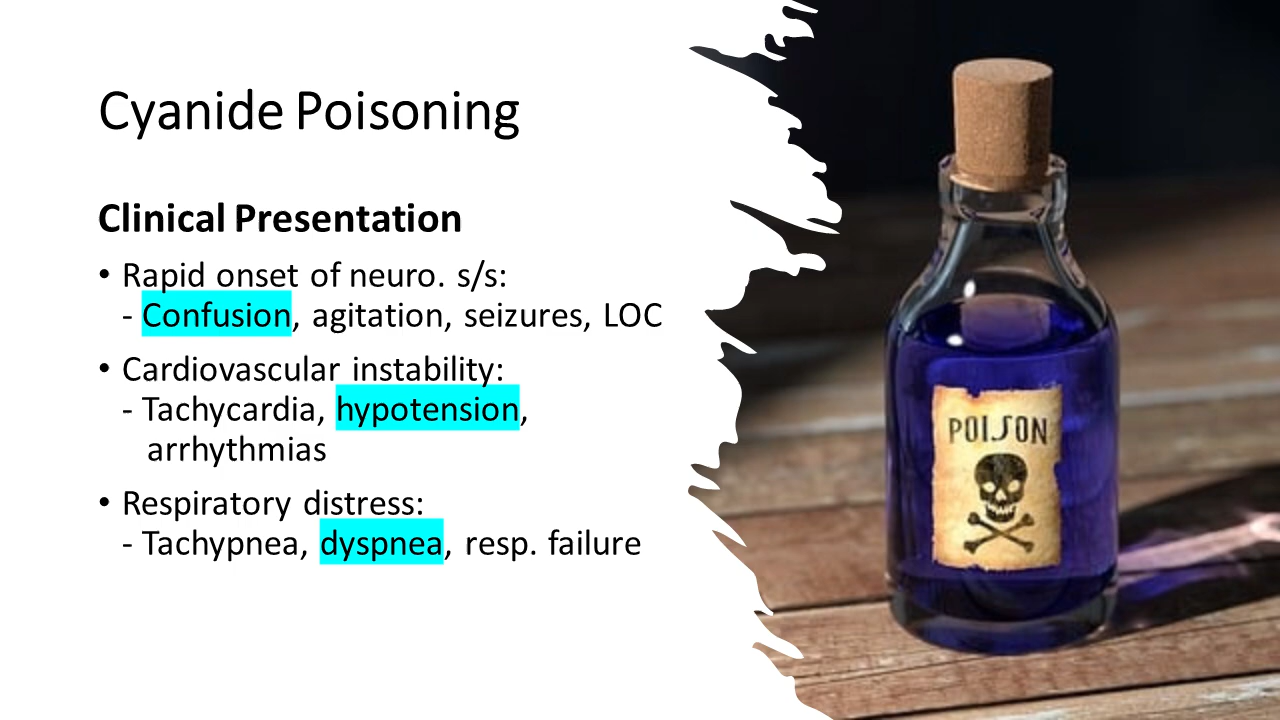 Cyanide Poisoning
Clinical Presentation
• Rapid onset of neuro. s/s:
- Confusion, agitation, seizures, LOC
• Cardiovascular instability:
- Tachycardia, hypotension,
arrhythmias
• Respiratory distress:
- Tachypnea, dyspnea, resp. failure
POISON